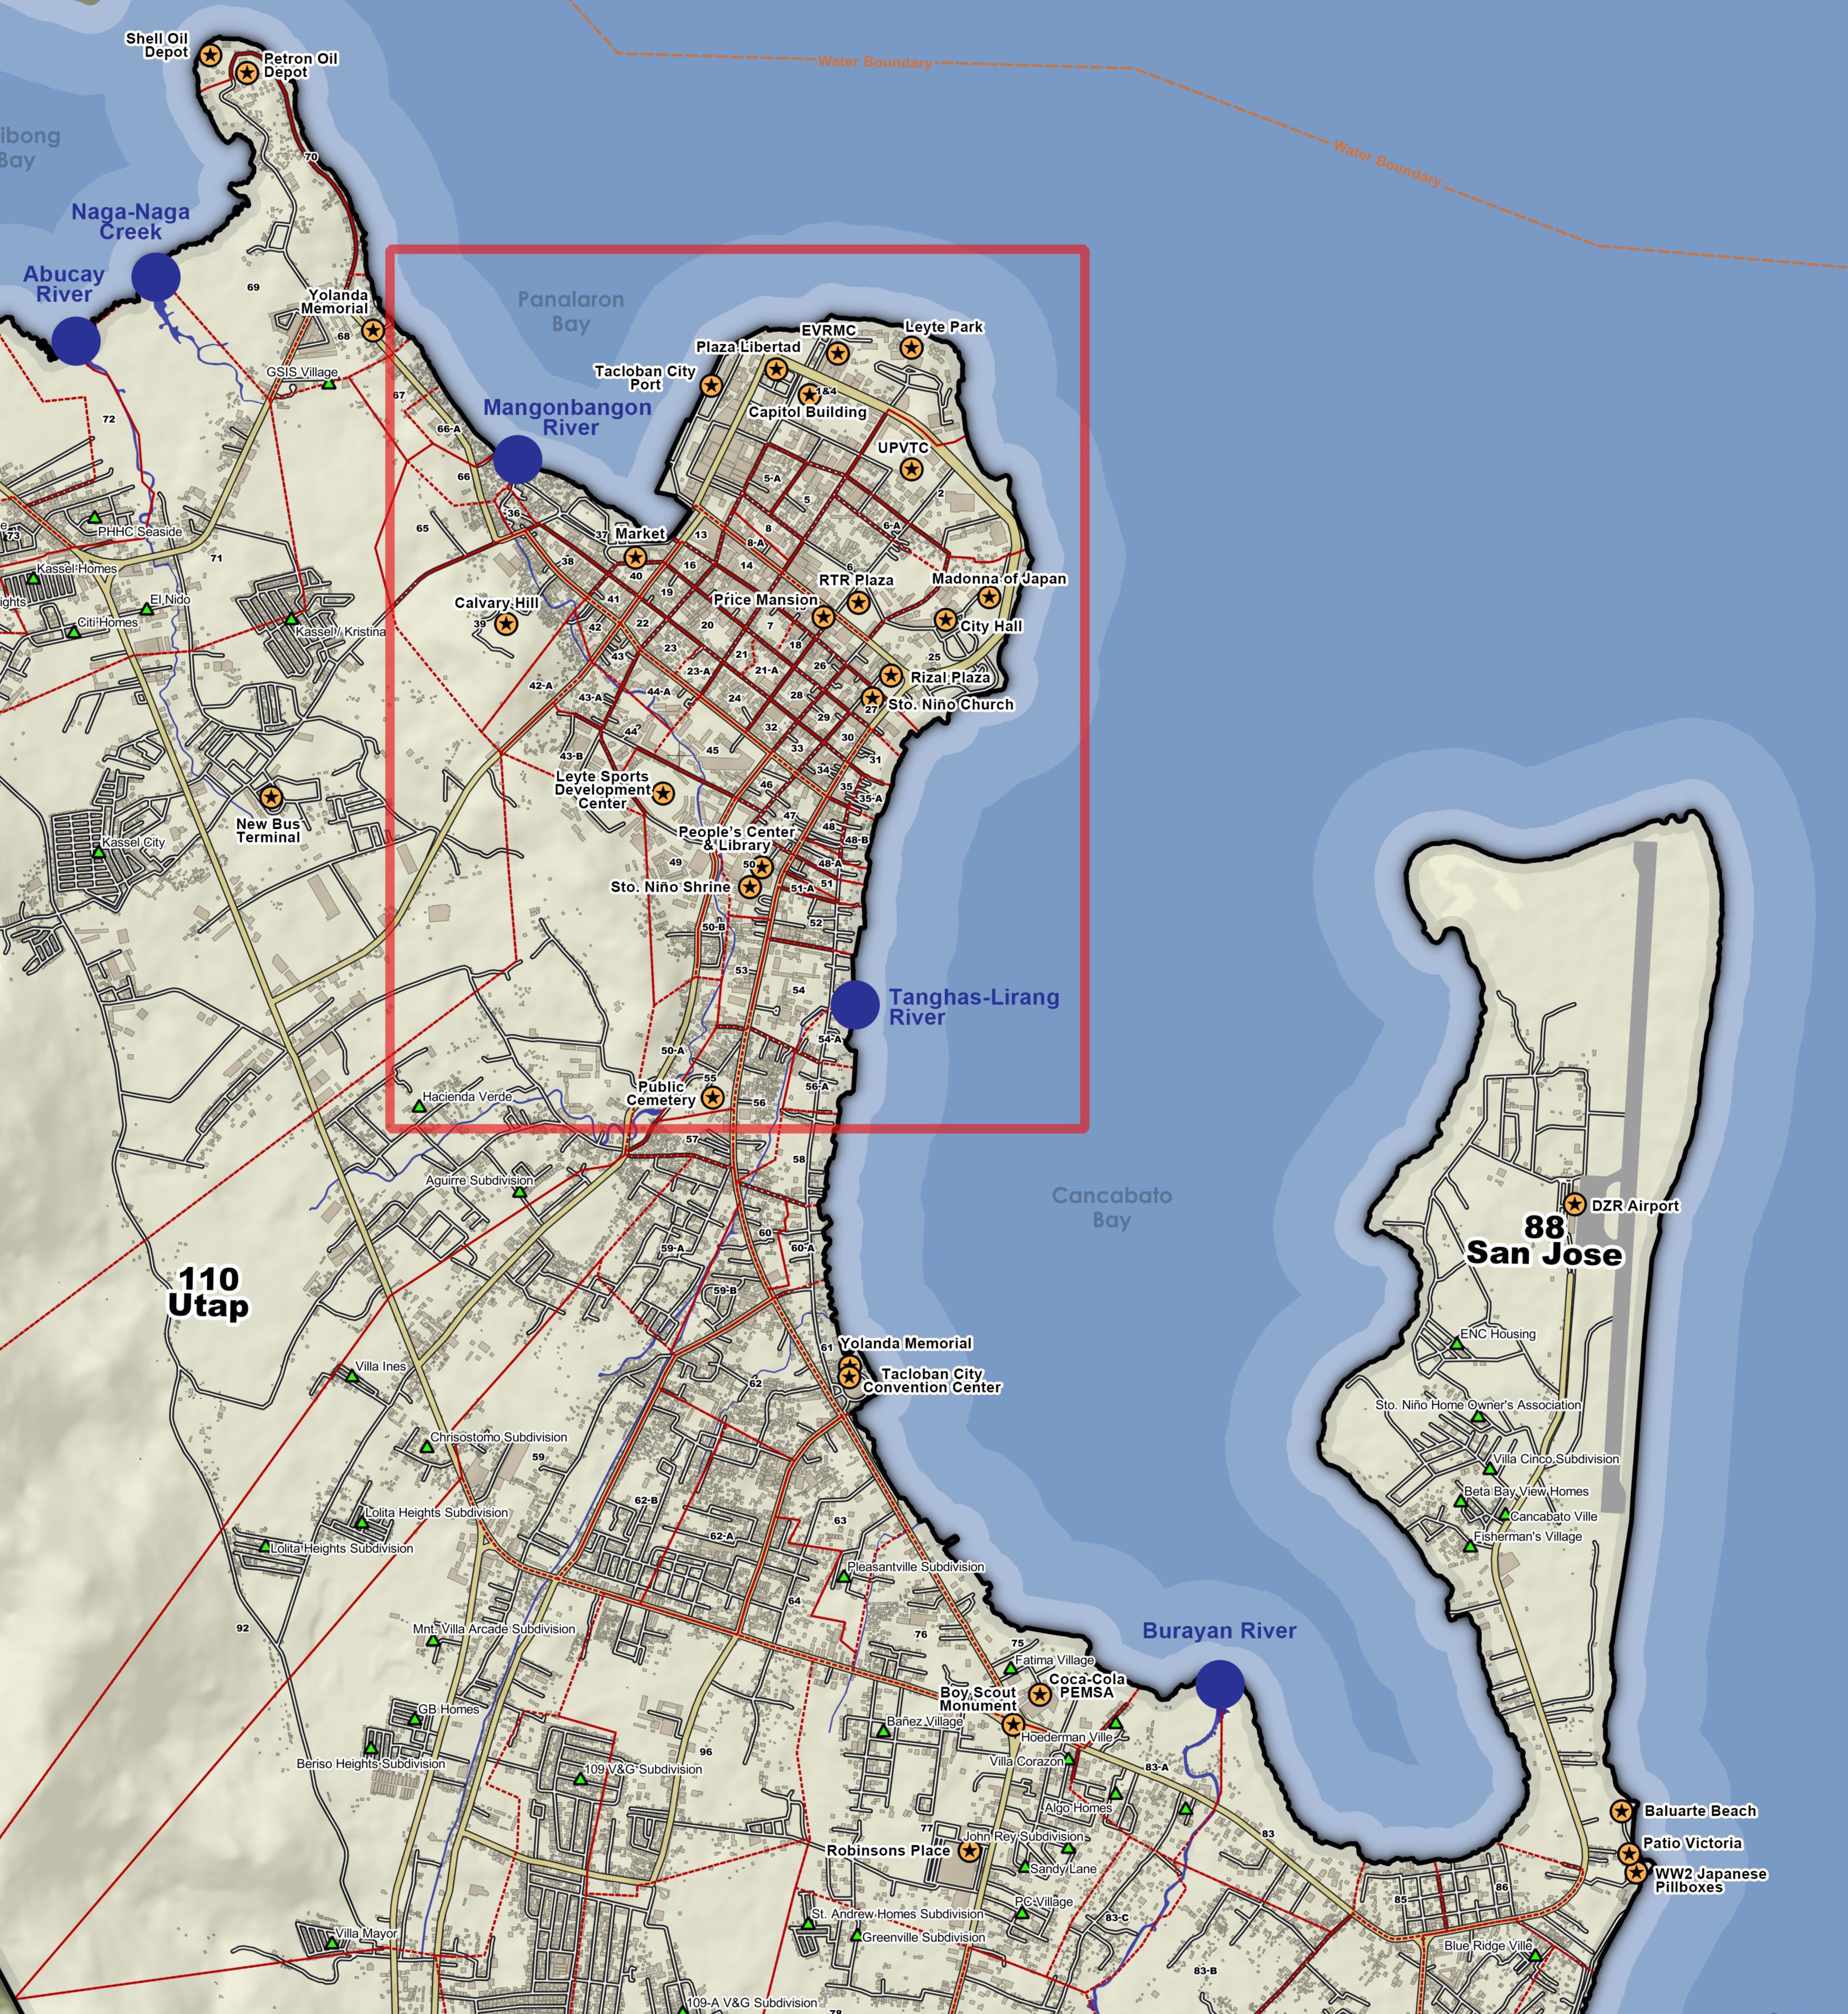 Shell Oil
Depot
Petron Oil
Depot
Water Boundary
Water Boundary
ibong
Bay
70
Naga-Naga
Creek
Abucay
River
69
Yolanda
Memorial
68
Panalaron
Bay
EVRMC
Leyte Park
Plaza Libertad
Tacloban City
Port
1&4
Capitol Building
GSIS Village
67
72
66-A
Mangonbangon
River
UPVTC
66
5-A
5
2
36
65
6-A
PHHC Seaside
e
73
37
Market
13
8
8-A
71
38
16
14
6
Kassel Homes
40
RTR Plaza
Madonna of Japan
ights
El Nido
Calvary Hill
39
41
19
Price Mansion
Citi Homes
Kassel / Kristina
42
22
20
7
City Hall
43
23
21
18
25
23-A
21-A
26
Rizal Plaza
42-A
43-A
44-A
24
28
27
Sto. Niño Church
29
44
32
30
43-B
45
33
31
Leyte Sports
Development
Center
34
46
35
35-A
New Bus
Terminal
47
48
People's Center
& Library
48-B
Kassel City
49
50
48-A
Sto. Niño Shrine
51-A
51
50-B
52
53
54
Tanghas-Lirang
River
54-A
50-A
55
Public
Cemetery
56-A
56
Hacienda Verde
57
58
Aguirre Subdivision
Cancabato
Bay
DZR Airport
88
San Jose
60
60-A
59-A
110
Utap
59-B
61
Yolanda Memorial
Tacloban City
Convention Center
ENC Housing
Villa Ines
62
Sto. Niño Home Owner's Association
Chrisostomo Subdivision
59
Villa Cinco Subdivision
Beta Bay View Homes
62-B
Cancabato Ville
Lolita Heights Subdivision
63
62-A
Fisherman's Village
Lolita Heights Subdivision
Pleasantville Subdivision
64
92
Mnt. Villa Arcade Subdivision
76
75
Burayan River
Fatima Village
Coca-Cola
PEMSA
Boy Scout
Monument
GB Homes
Bañez Village
Hoederman Ville
96
Beriso Heights Subdivision
Villa Corazon
83-A
109 V&G Subdivision
Algo Homes
Baluarte Beach
77
83
John Rey Subdivision
Robinsons Place
Patio Victoria
Sandy Lane
WW2 Japanese
Pillboxes
85
86
PC Village
St. Andrew Homes Subdivision
83-C
Villa Mayor
Greenville Subdivision
Blue Ridge Ville
83-B
109-A V&G Subdivision
78